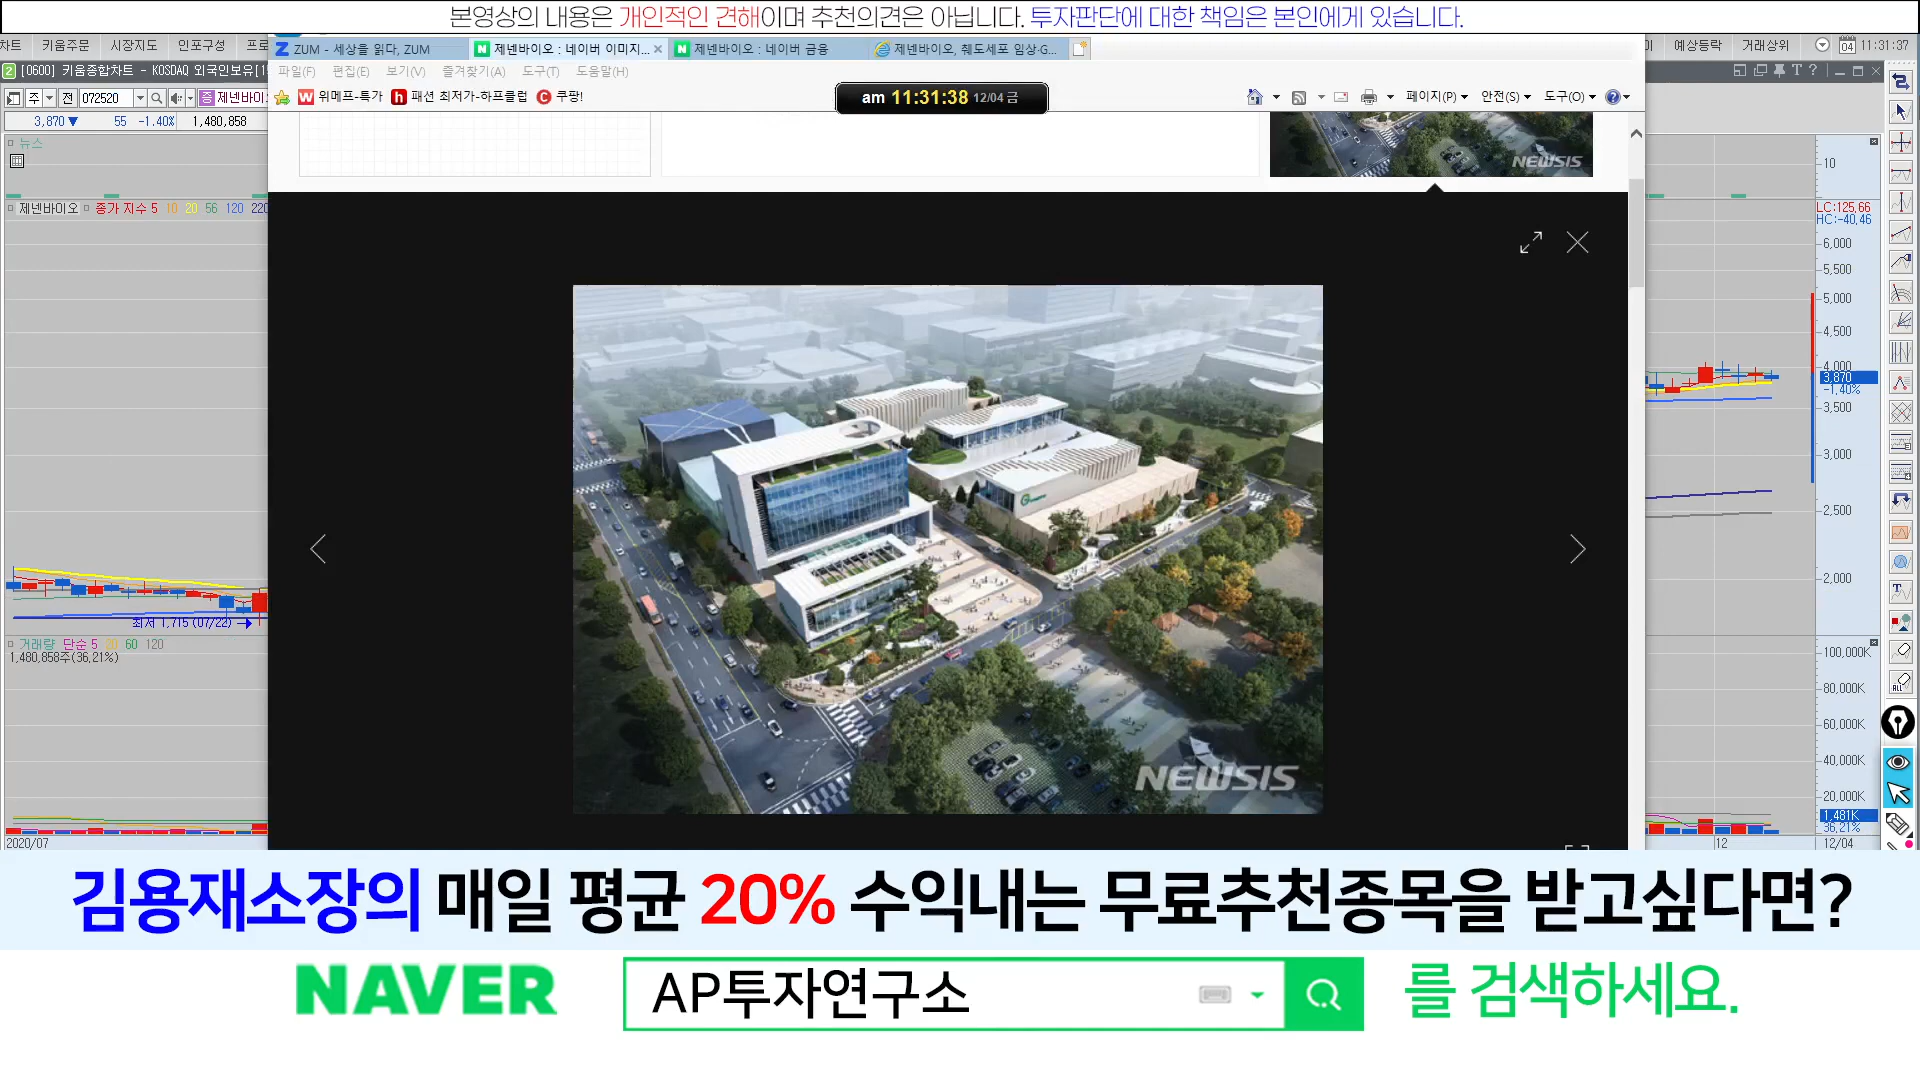 본영상의 내용은 개인적인 견해이며 추천의견은 아닙니다. 투자판단에 대한 책임은 본인에게 있습니다.
차트 키움주문 시장지도 인포구성 프로
예상등락 거래상위 04 11:31:37
ZUM - 세상을 읽다, ZUM
제넨바이오 : 네이버 이미지...
제넨바이오 : 네이버 금융
제넨바이오, 췌도세포 임상-G...
2 [0600] 키움종합차트 - KOSDAQ 외국인보유[1
파일(F) 편집(E) 보기(V) 즐겨찾기(A) 도구(T) 도움말(H)
주 전 072520 증 제넨바이
위메프-특가 패션 최저가-하프클럽 쿠팡!
am 11:31:38 12/04 금
페이지(P) 안전(S) 도구(O)
3,870▼ 55 -1.40% 1,480,858
뉴스
NEWSIS
10
제넨바이오 종가 지수 5 10 20 56 120 220
LC:125,66
HC:-40,46
6,000
5,500
5,000
4,500
4,000
3,870
-1.40%
3,500
3,000
2,500
2,000
최저 1,715 (07/22)
거래량 단순 5 20 60 120
1,480,858주(36,21%)
100,000K
80,000K
60,000K
40,000K
20,000K
1,481K
36,21%
NEWSIS
2020/07
12
12/04
김용재소장의 매일 평균 20% 수익내는 무료추천종목을 받고싶다면?
NAVER AP투자연구소 를 검색하세요.